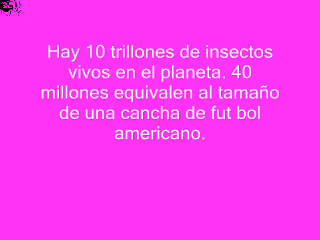 Hay 10 trillones de insectos
vivos en el planeta. 40
millones equivalen al tamaño
de una cancha de fut bol
americano.